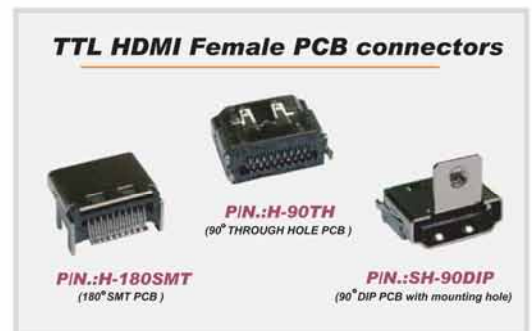 TTL HDMI Female PCB connectors
P/N.:H-90TH
(90° THROUGH HOLE PCB )
P/N.:H-180SMT
(180° SMT PCB )
P/N.:SH-90DIP
(90° DIP PCB with mounting hole)